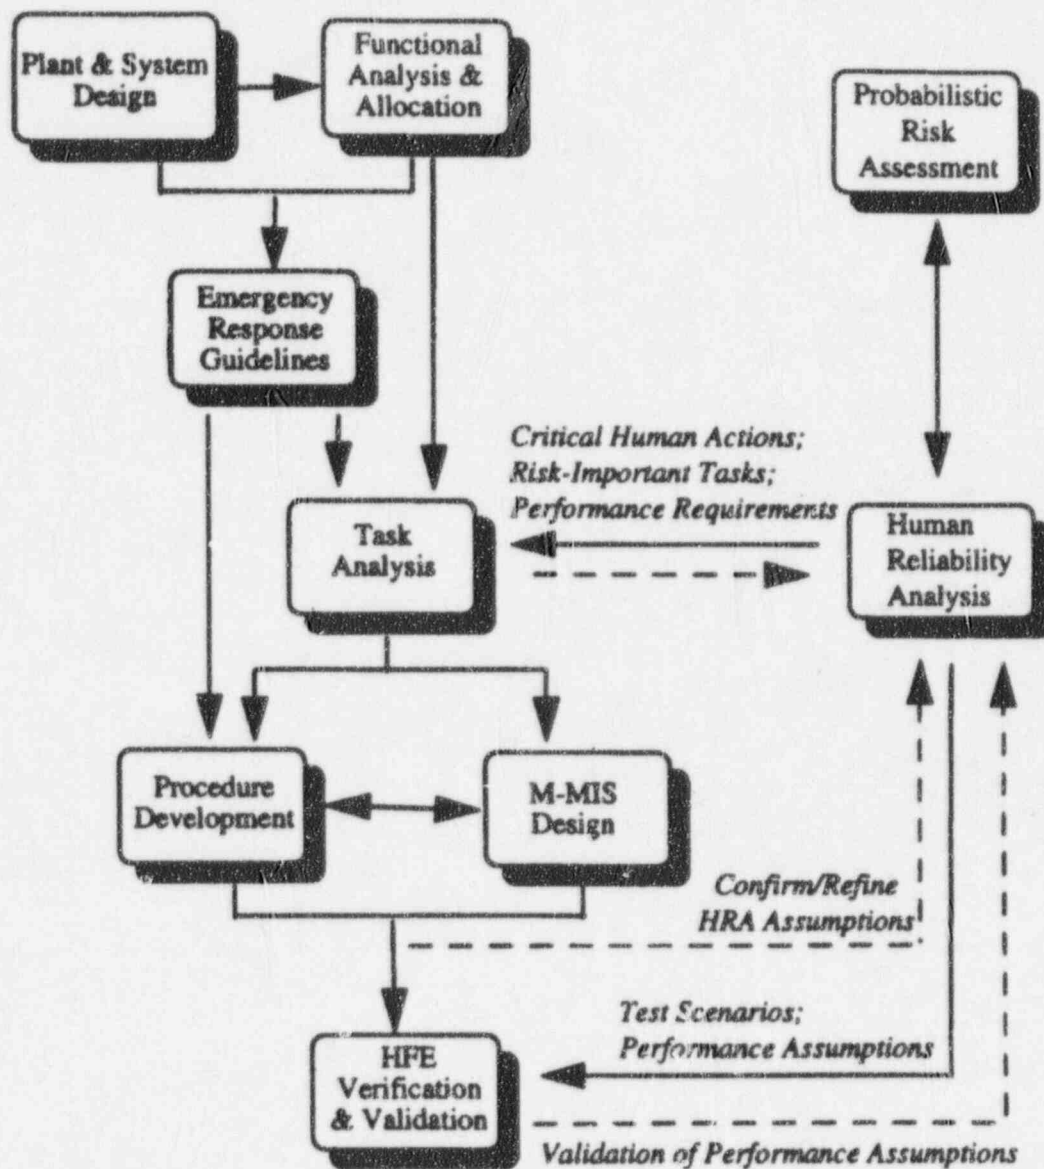 Plant & System
Design
Functional
Analysis &
Allocation
Probabilistic
Risk
Assessment
Emergency
Response
Guidelines
Critical Human Actions;
Risk-Important Tasks;
Performance Requirements
Task
Analysis
Human
Reliability
Analysis
Procedure
Development
M-MIS
Design
Confirm/Refine
HRA Assumptions
Test Scenarios;
Performance Assumptions
HFE
Verification
& Validation
Validation of Performance Assumptions